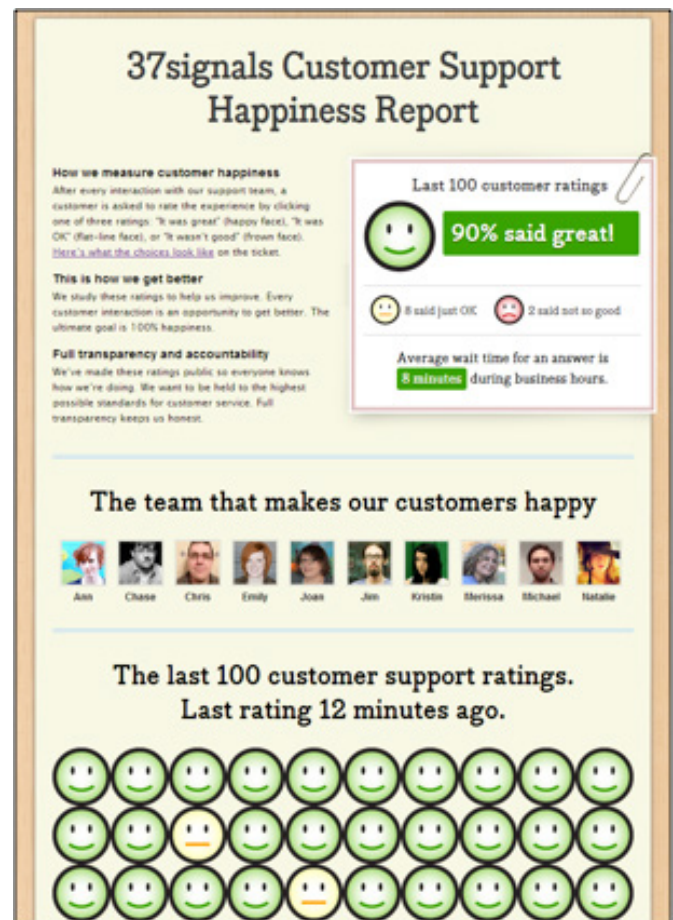 37signals Customer Support
Happiness Report
How we measure customer happiness
After every interaction with our support team, a
customer is asked to rate the experience by clicking
one of three ratings: "It was great" (happy face), "It was
OK" (flat-line face), or "It wasn't good" (frown face).
Here's what the choices look like on the ticket.
This is how we get better
We study these ratings to help us improve. Every
customer interaction is an opportunity to get better. The
ultimate goal is 100% happiness.
Full transparency and accountability
We've made these ratings public so everyone knows
how we're doing. We want to be held to the highest
possible standards for customer service. Full
transparency keeps us honest.
Last 100 customer ratings
90% said great!
8 said just OK 2 said not so good
Average wait time for an answer is
8 minutes during business hours.
The team that makes our customers happy
Ann Chase Chris Emily Joan Jim Kristin Merissa Michael Natalie
The last 100 customer support ratings.
Last rating 12 minutes ago.